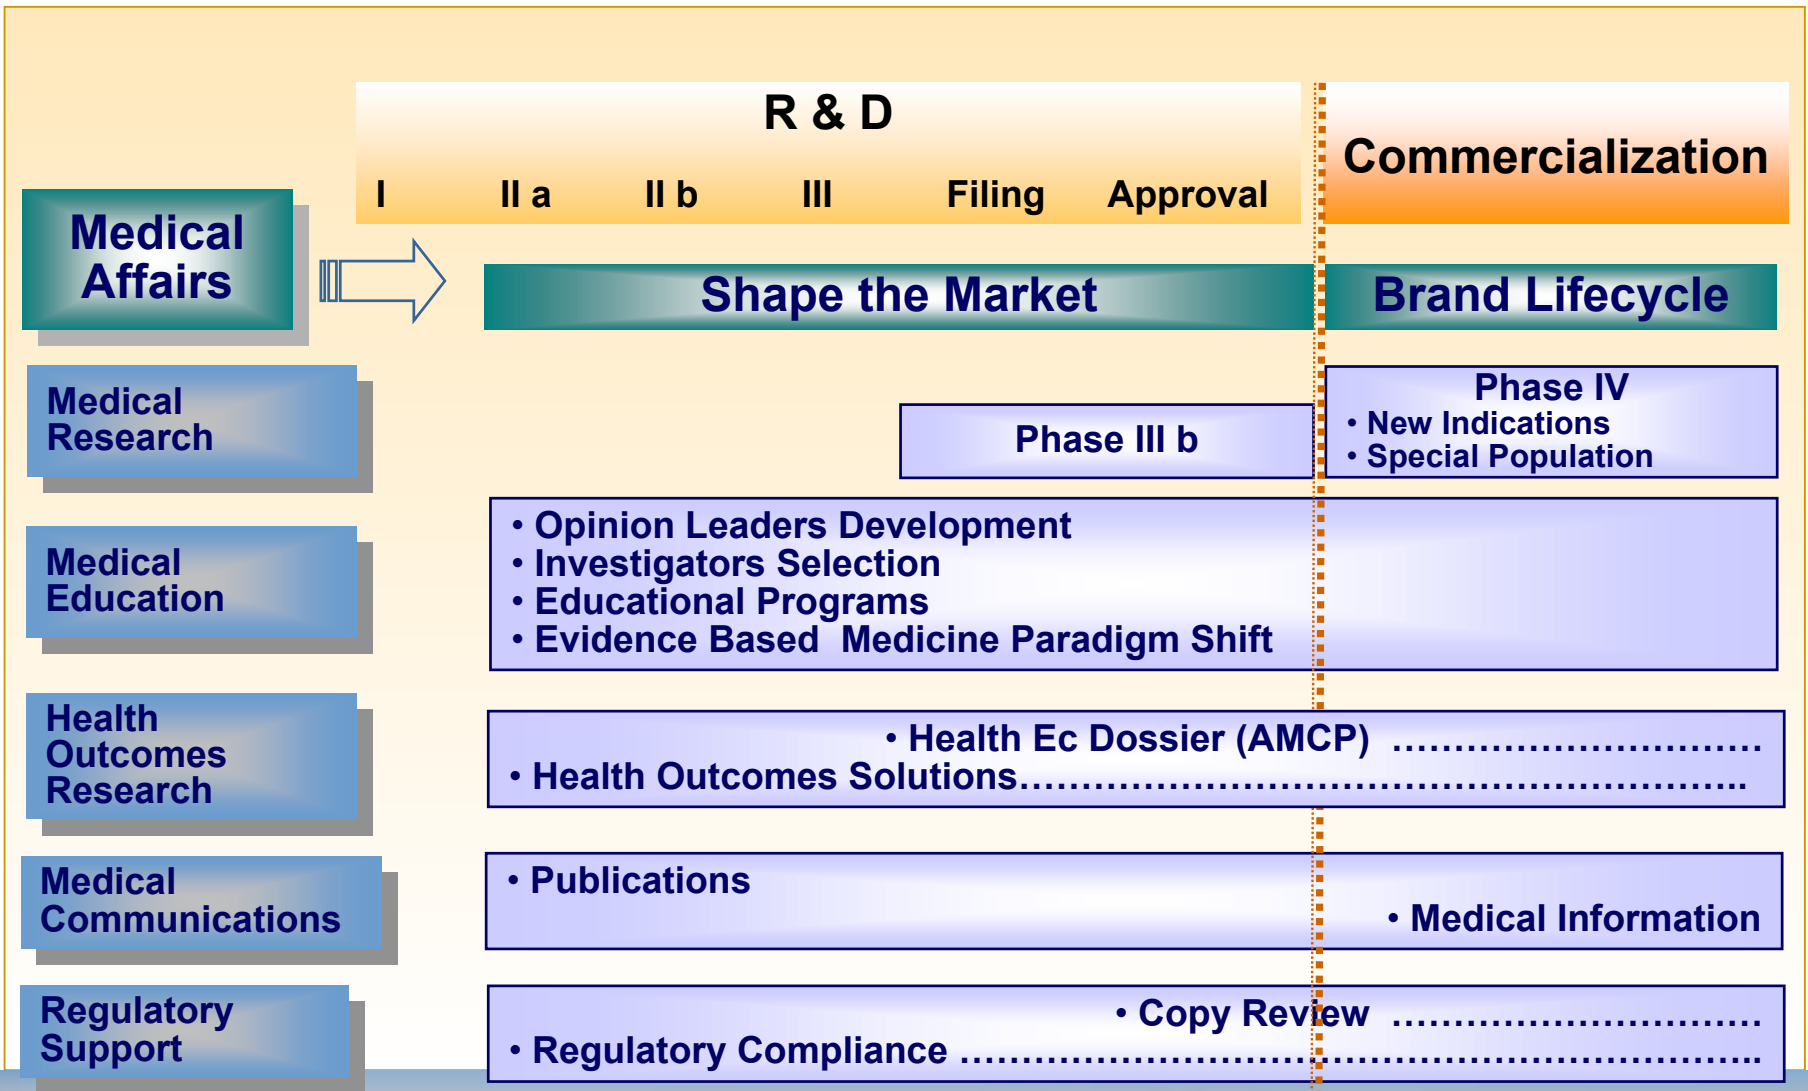 R & D
Commercialization
I II a II b III Filing Approval
Medical
Affairs
Shape the Market
Brand Lifecycle
Medical
Research
Phase III b
Phase IV
• New Indications
• Special Population
Medical
Education
• Opinion Leaders Development
• Investigators Selection
• Educational Programs
• Evidence Based  Medicine Paradigm Shift
Health
Outcomes
Research
• Health Ec Dossier (AMCP) …………………………
• Health Outcomes Solutions…………………………………………………..
Medical
Communications
• Publications
• Medical Information
Regulatory
Support
• Copy Review …………………………
• Regulatory Compliance ………………………………………………………..